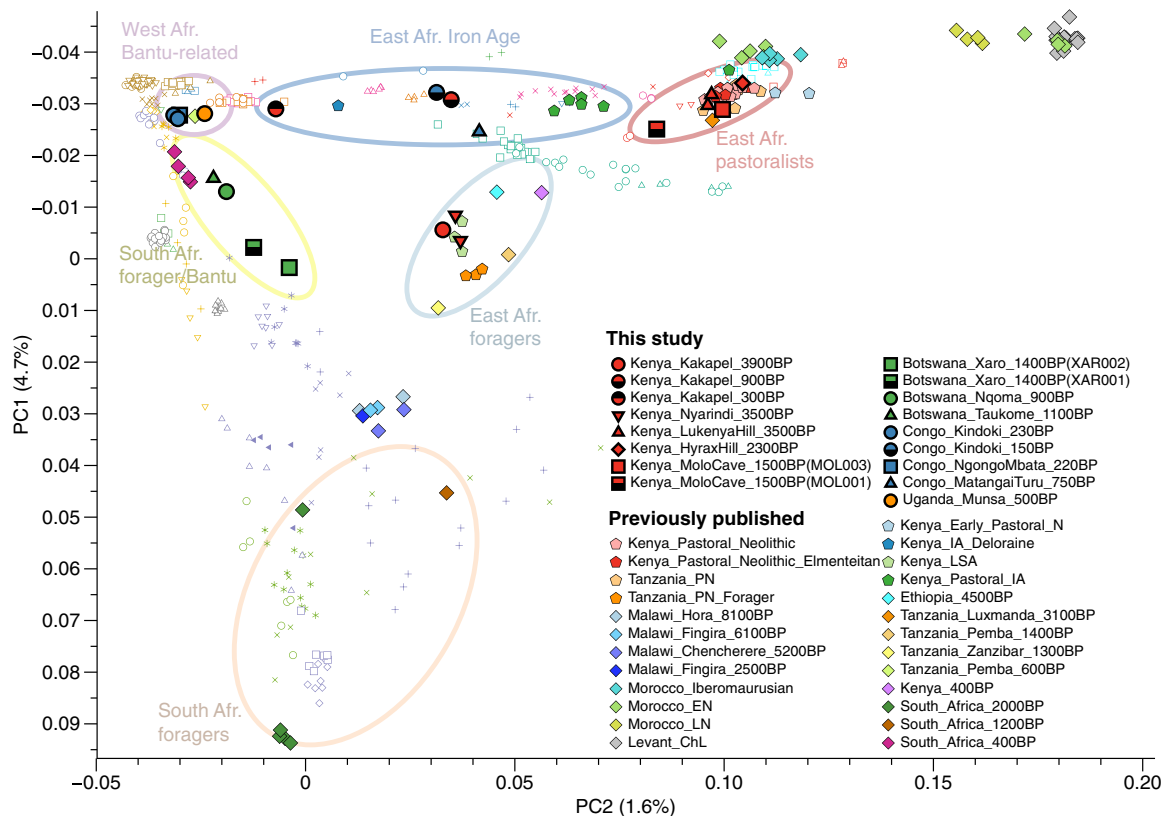 West Afr.
Bantu-related
East Afr. Iron Age
East Afr.
pastoralists
South Afr.
forager/Bantu
East Afr.
foragers
South Afr.
foragers
−0.04
−0.03
−0.02
−0.01
0
0.01
0.02
0.03
0.04
0.05
0.06
0.07
0.08
0.09
PC1 (4.7%)
−0.05
0
0.05
0.10
0.15
0.20
PC2 (1.6%)
This study
Kenya_Kakapel_3900BP
Kenya_Kakapel_900BP
Kenya_Kakapel_300BP
Kenya_Nyarindi_3500BP
Kenya_LukenyaHill_3500BP
Kenya_HyraxHill_2300BP
Kenya_MoloCave_1500BP(MOL003)
Kenya_MoloCave_1500BP(MOL001)
Botswana_Xaro_1400BP(XAR002)
Botswana_Xaro_1400BP(XAR001)
Botswana_Nqoma_900BP
Botswana_Taukome_1100BP
Congo_Kindoki_230BP
Congo_Kindoki_150BP
Congo_NgongoMbata_220BP
Congo_MatangaiTuru_750BP
Uganda_Munsa_500BP
Previously published
Kenya_Pastoral_Neolithic
Kenya_Pastoral_Neolithic_Elmenteitan
Tanzania_PN
Tanzania_PN_Forager
Malawi_Hora_8100BP
Malawi_Fingira_6100BP
Malawi_Chencherere_5200BP
Malawi_Fingira_2500BP
Morocco_Iberomaurusian
Morocco_EN
Morocco_LN
Levant_ChL
Kenya_Early_Pastoral_N
Kenya_IA_Deloraine
Kenya_LSA
Kenya_Pastoral_IA
Ethiopia_4500BP
Tanzania_Luxmanda_3100BP
Tanzania_Pemba_1400BP
Tanzania_Zanzibar_1300BP
Tanzania_Pemba_600BP
Kenya_400BP
South_Africa_2000BP
South_Africa_1200BP
South_Africa_400BP